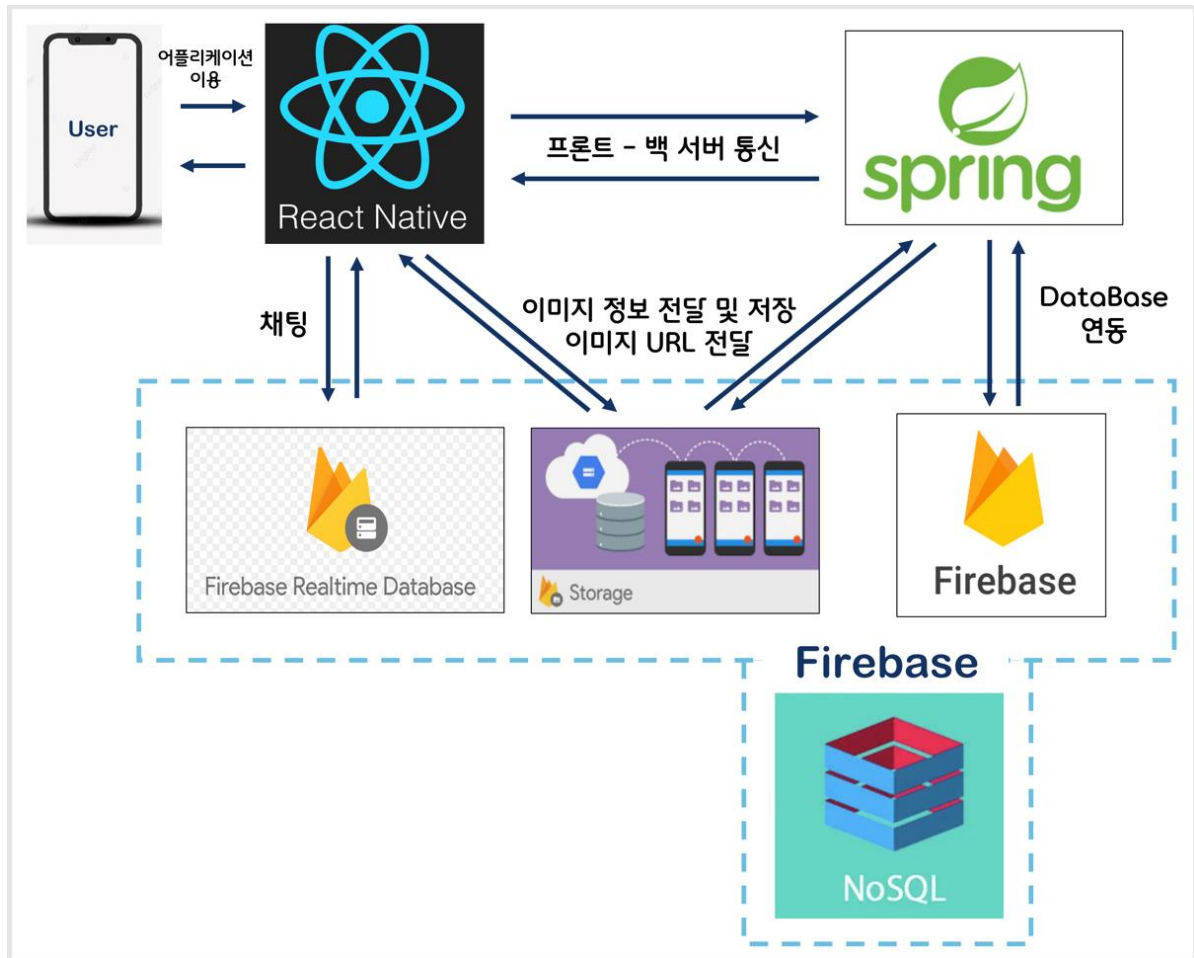 어플리케이션
이용
User
React Native
프론트 - 백 서버 통신
spring
채팅
이미지 정보 전달 및 저장
이미지 URL 전달
DataBase
연동
Firebase Realtime Database
Storage
Firebase
Firebase
NoSQL